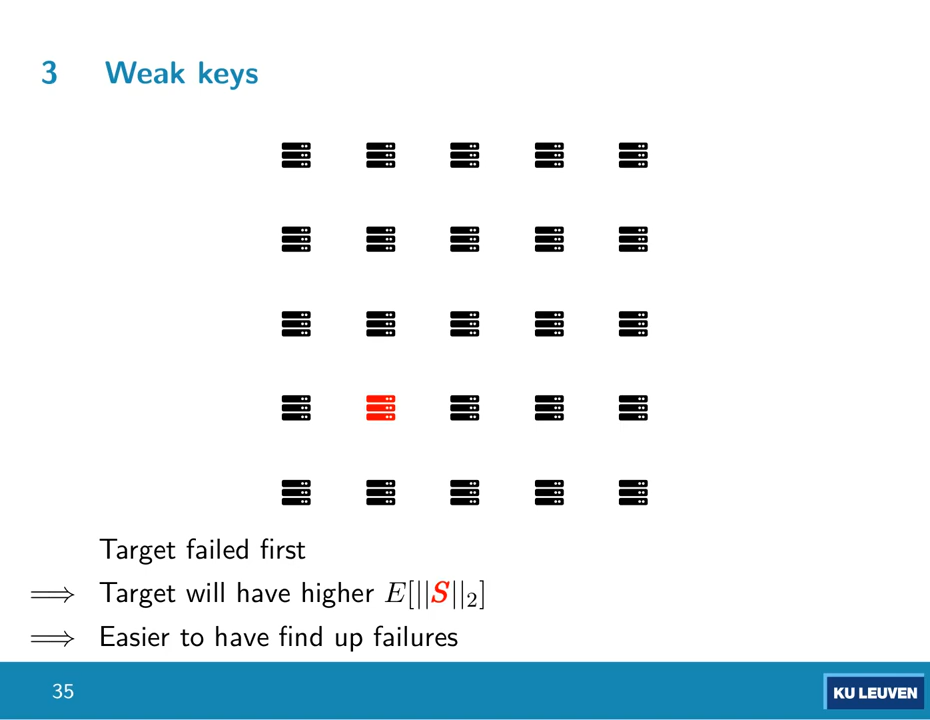 3 Weak keys
Target failed first
⟹ Target will have higher E[||S||₂]
⟹ Easier to have find up failures
35
KU LEUVEN